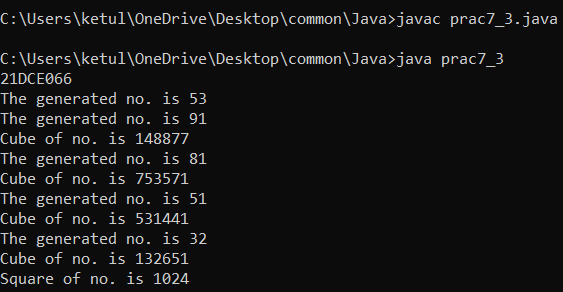 C:\Users\ketul\OneDrive\Desktop\common\Java>javac prac7_3.java
C:\Users\ketul\OneDrive\Desktop\common\Java>java prac7_3
21DCE066
The generated no. is 53
The generated no. is 91
Cube of no. is 148877
The generated no. is 81
Cube of no. is 753571
The generated no. is 51
Cube of no. is 531441
The generated no. is 32
Cube of no. is 132651
Square of no. is 1024